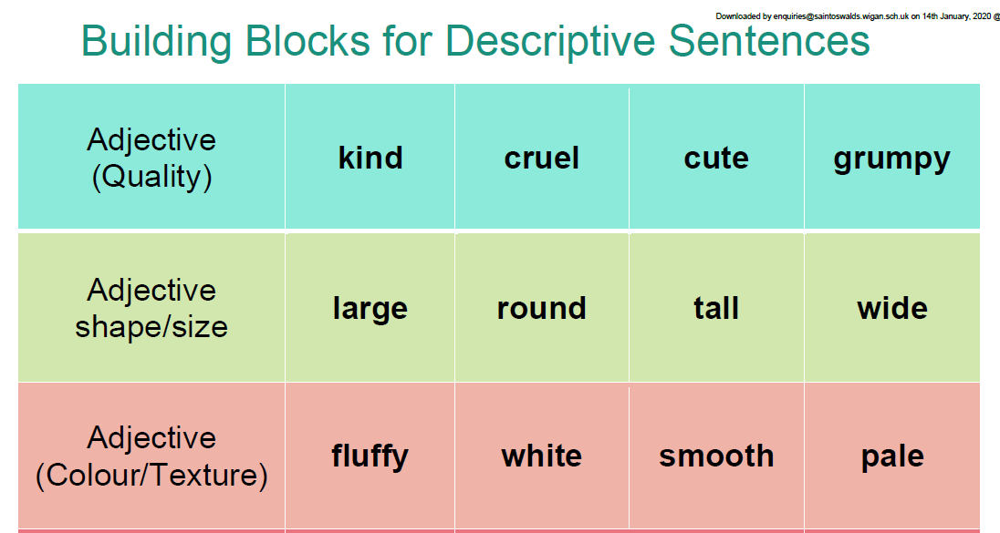 Downloaded by enquiries@saintoswalds.wigan.sch.uk on 14th January, 2020 @
Building Blocks for Descriptive Sentences
Adjective
(Quality)
kind
cruel
cute
grumpy
Adjective
shape/size
large
round
tall
wide
Adjective
(Colour/Texture)
fluffy
white
smooth
pale